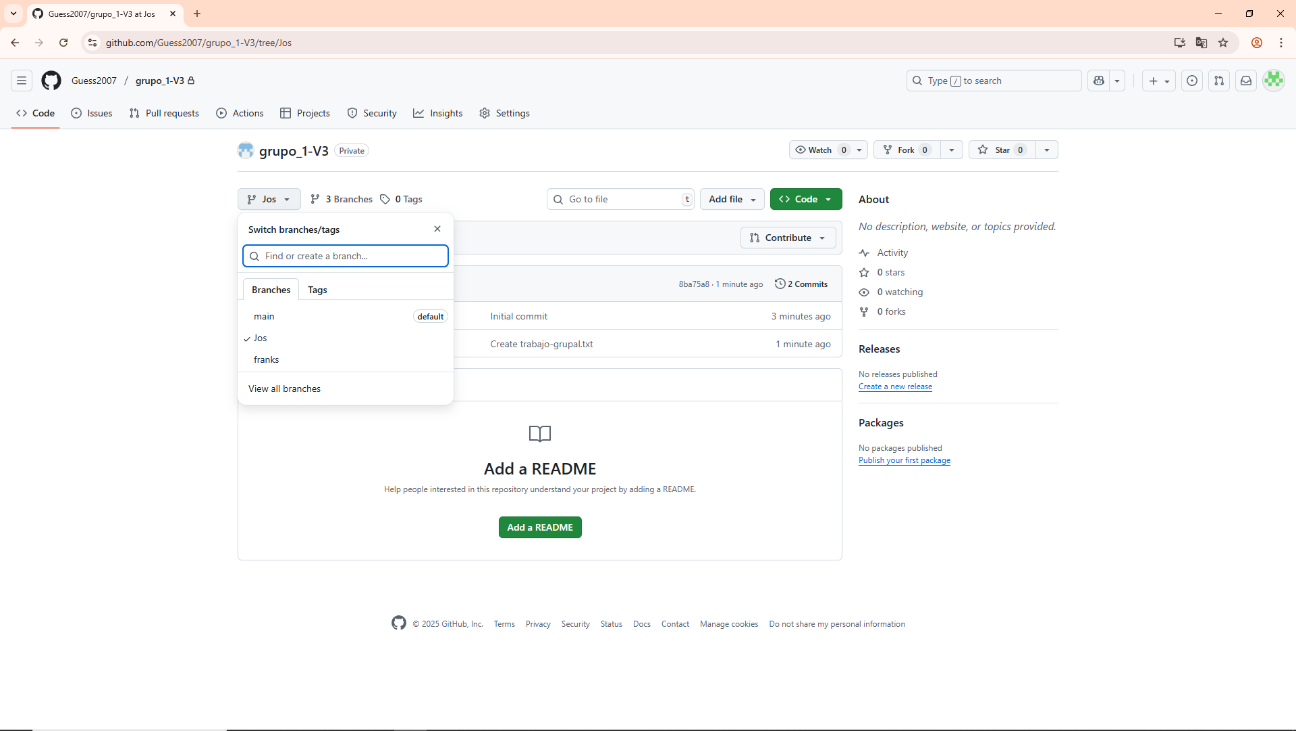 Guess2007/grupo_1-V3 at Jos
github.com/Guess2007/grupo_1-V3/tree/Jos
Guess2007 / grupo_1-V3
Type / to search
Code Issues Pull requests Actions Projects Security Insights Settings
grupo_1-V3 Private
Watch 0 Fork 0 Star 0
Jos 3 Branches 0 Tags
Go to file t Add file Code
Switch branches/tags
Find or create a branch...
Branches Tags
main default
Jos
franks
View all branches
Contribute
8ba75a8 · 1 minute ago 2 Commits
Initial commit 3 minutes ago
Create trabajo-grupal.txt 1 minute ago
Add a README
Help people interested in this repository understand your project by adding a README.
Add a README
About
No description, website, or topics provided.
Activity
0 stars
0 watching
0 forks
Releases
No releases published
Create a new release
Packages
No packages published
Publish your first package
© 2025 GitHub, Inc. Terms Privacy Security Status Docs Contact Manage cookies Do not share my personal information